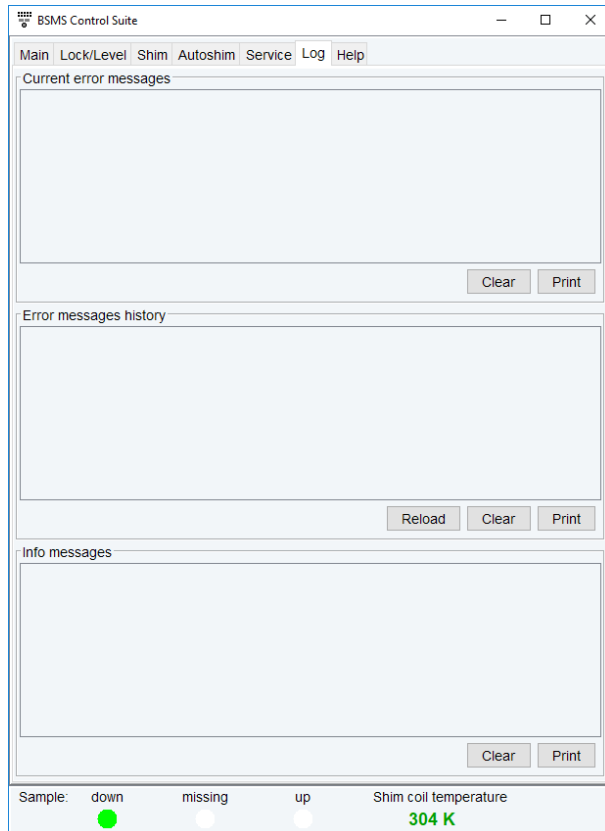 BSMS Control Suite
Main Lock/Level Shim Autoshim Service Log Help
Current error messages
Clear Print
Error messages history
Reload Clear Print
Info messages
Clear Print
Sample: down missing up Shim coil temperature
304 K